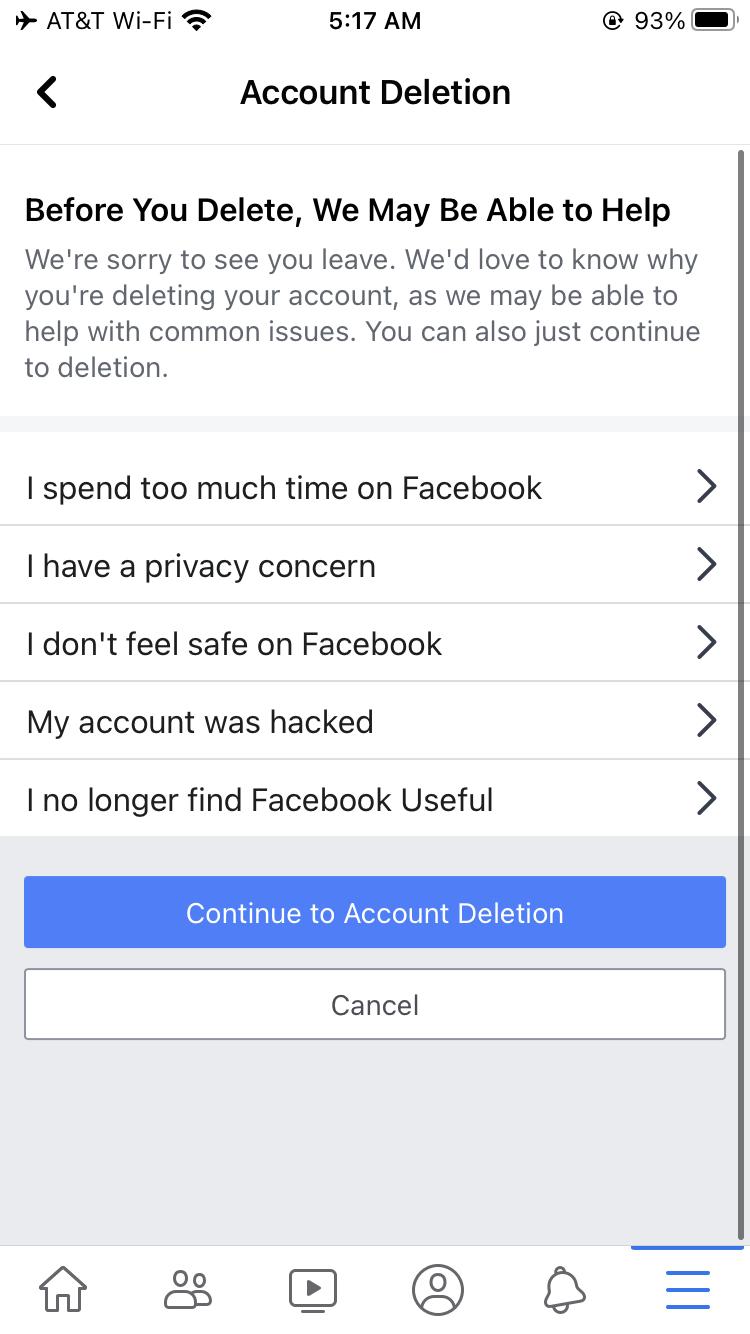 AT&T Wi-Fi 5:17 AM 93%
Account Deletion
Before You Delete, We May Be Able to Help
We're sorry to see you leave. We'd love to know why
you're deleting your account, as we may be able to
help with common issues. You can also just continue
to deletion.
I spend too much time on Facebook
I have a privacy concern
I don't feel safe on Facebook
My account was hacked
I no longer find Facebook Useful
Continue to Account Deletion
Cancel